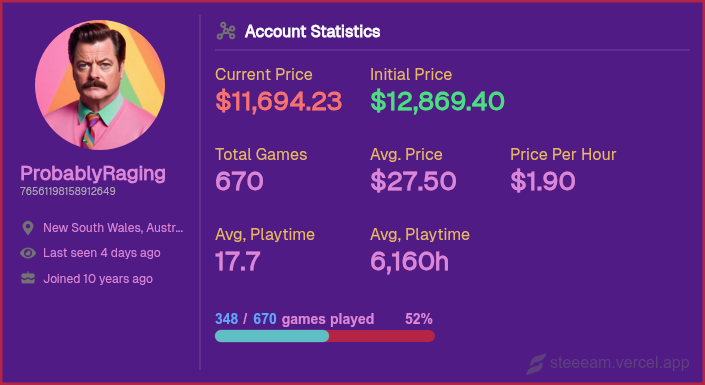 ProbablyRaging
76561198158912649
New South Wales, Austr...
Last seen 4 days ago
Joined 10 years ago
Account Statistics
Current Price
$11,694.23
Initial Price
$12,869.40
Total Games
670
Avg. Price
$27.50
Price Per Hour
$1.90
Avg, Playtime
17.7
Avg, Playtime
6,160h
348 / 670 games played 52%
steeeam.vercel.app